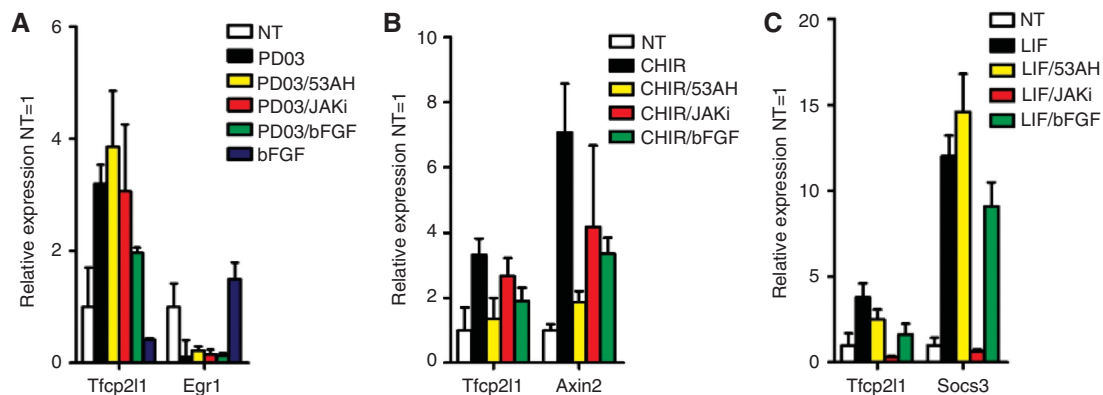 A
Relative expression NT=1
6
4
2
0
NT
PD03
PD03/53AH
PD03/JAKi
PD03/bFGF
bFGF
Tfcp2l1
Egr1
B
Relative expression NT=1
10
8
6
4
2
0
NT
CHIR
CHIR/53AH
CHIR/JAKi
CHIR/bFGF
Tfcp2l1
Axin2
C
Relative expression NT=1
20
15
10
5
0
NT
LIF
LIF/53AH
LIF/JAKi
LIF/bFGF
Tfcp2l1
Socs3